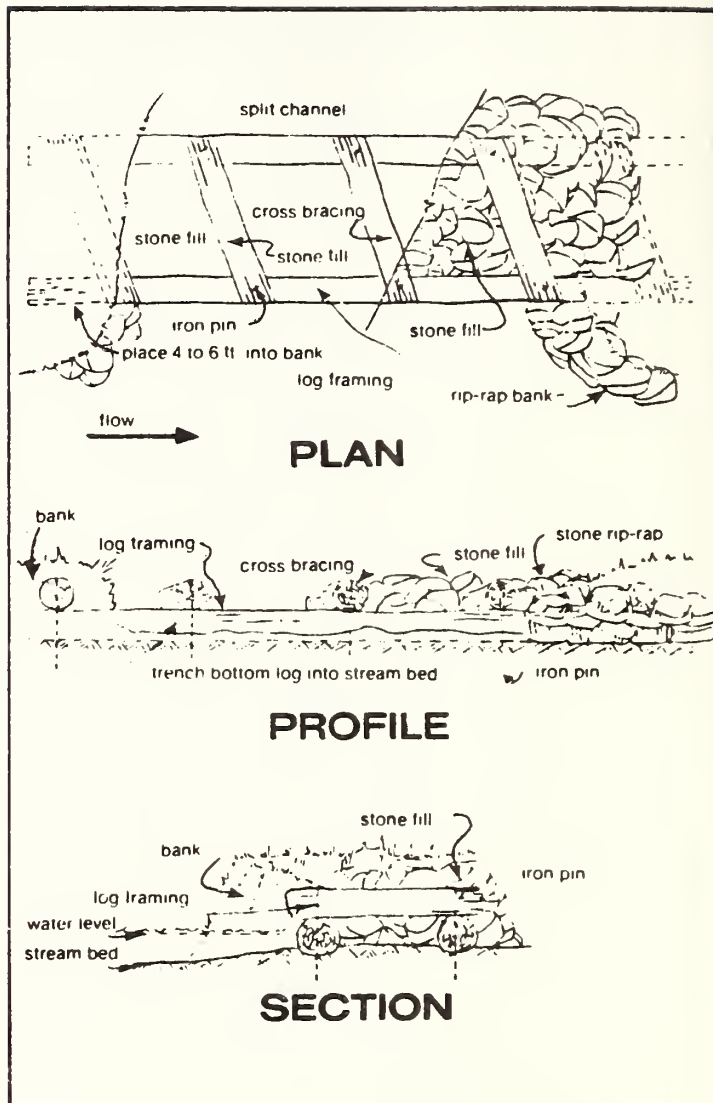 split channel
cross bracing
stone fill
stone fill
iron pin
stone fill
place 4 to 6 ft into bank
log framing
rip-rap bank
flow
PLAN
bank
log framing
cross bracing
stone fill
stone rip-rap
trench bottom log into stream bed
iron pin
PROFILE
stone fill
bank
iron pin
log framing
water level
stream bed
SECTION